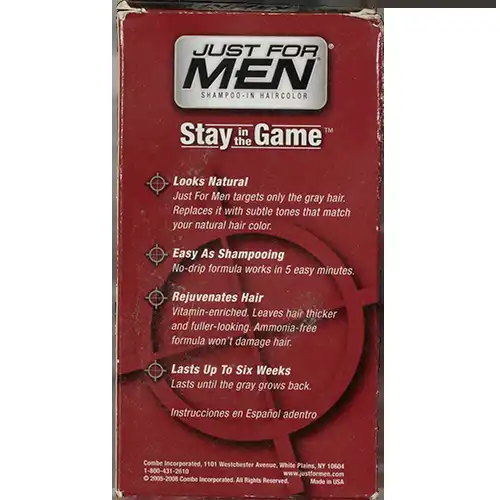 JUST FOR
MEN®
SHAMPOO-IN HAIRCOLOR
Stay in the Game™
Looks Natural
Just For Men targets only the gray hair.
Replaces it with subtle tones that match
your natural hair color.
Easy As Shampooing
No-drip formula works in 5 easy minutes.
Rejuvenates Hair
Vitamin-enriched. Leaves hair thicker
and fuller-looking. Ammonia-free
formula won't damage hair.
Lasts Up To Six Weeks
Lasts until the gray grows back.
Instrucciones en Español adentro
Combe Incorporated, 1101 Westchester Avenue, White Plains, NY 10604
1-800-431-2610 www.justformen.com
© 2005-2008 Combe Incorporated. All Rights Reserved. Made in USA